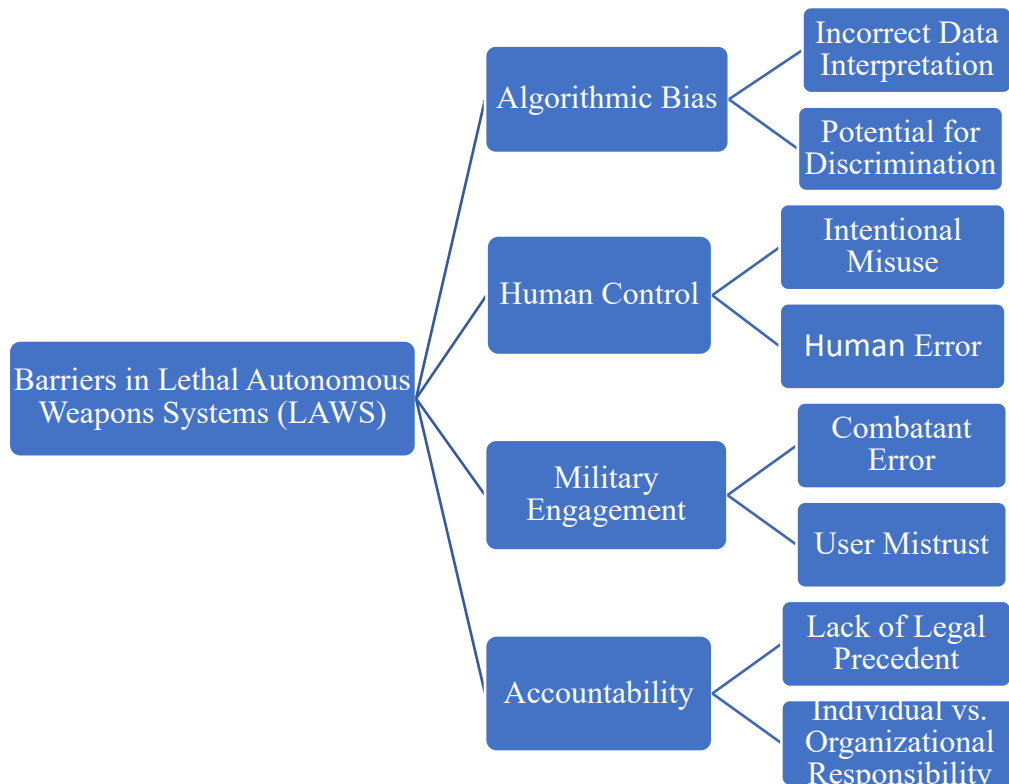 Barriers in Lethal Autonomous
Weapons Systems (LAWS)
Algorithmic Bias
Incorrect Data
Interpretation
Potential for
Discrimination
Human Control
Intentional
Misuse
Human Error
Military
Engagement
Combatant
Error
User Mistrust
Accountability
Lack of Legal
Precedent
Individual vs.
Organizational
Responsibility